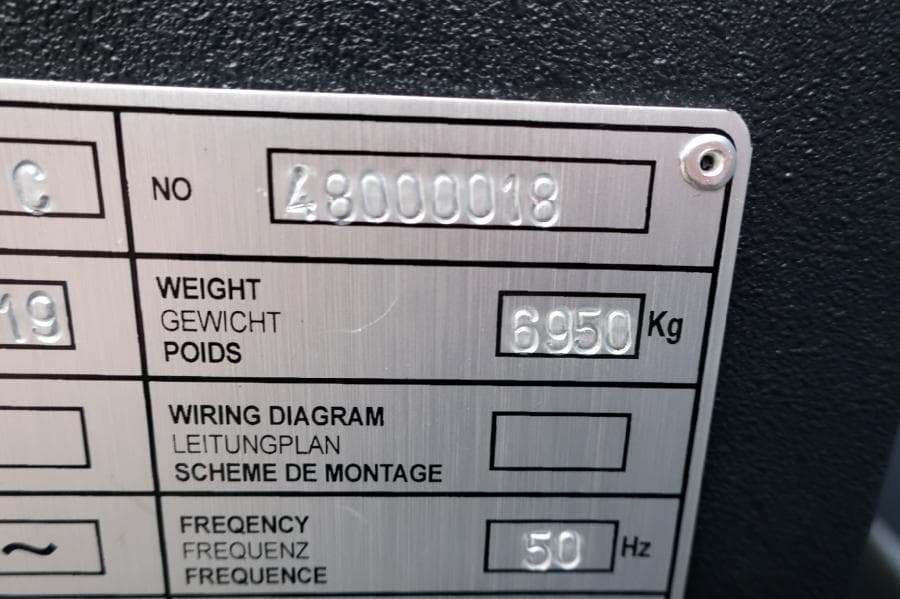 C
NO 48000018
19
WEIGHT
GEWICHT 6950 Kg
POIDS
WIRING DIAGRAM
LEITUNGPLAN
SCHEME DE MONTAGE
FREQENCY
~ FREQUENZ 50 Hz
FREQUENCE